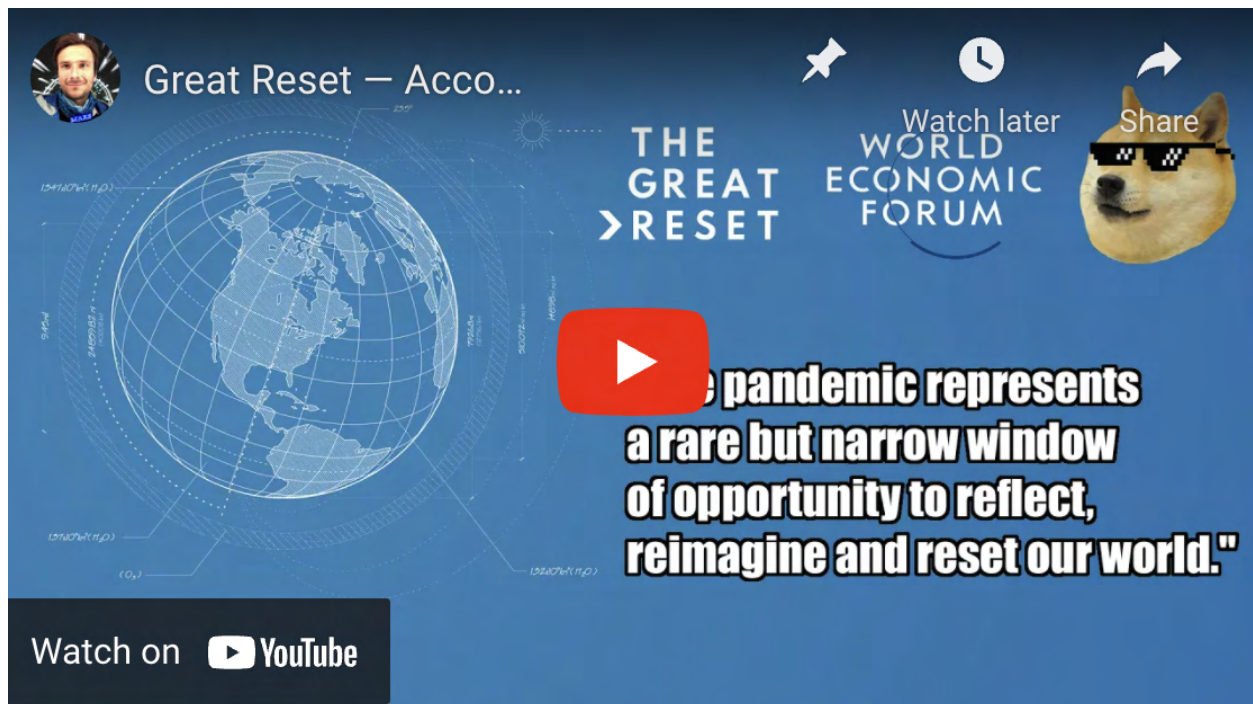 Great Reset — Acco...
Watch later
Share
THE
GREAT
>RESET
WORLD
ECONOMIC
FORUM
pandemic represents
a rare but narrow window
of opportunity to reflect,
reimagine and reset our world."
Watch on YouTube